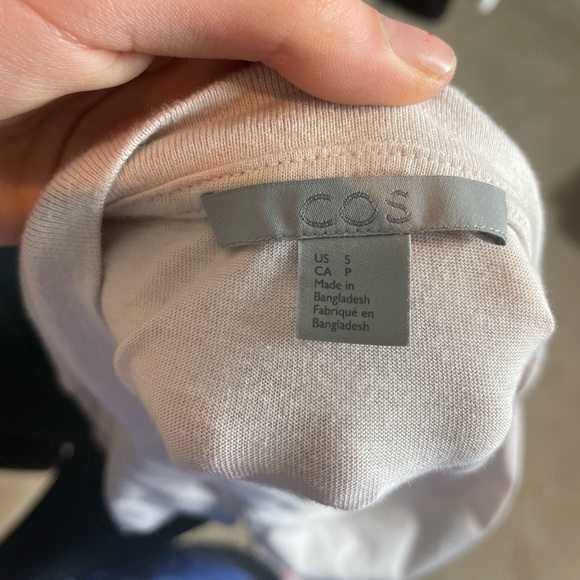 COS
US S
CA P
Made in
Bangladesh
Fabriqué en
Bangladesh